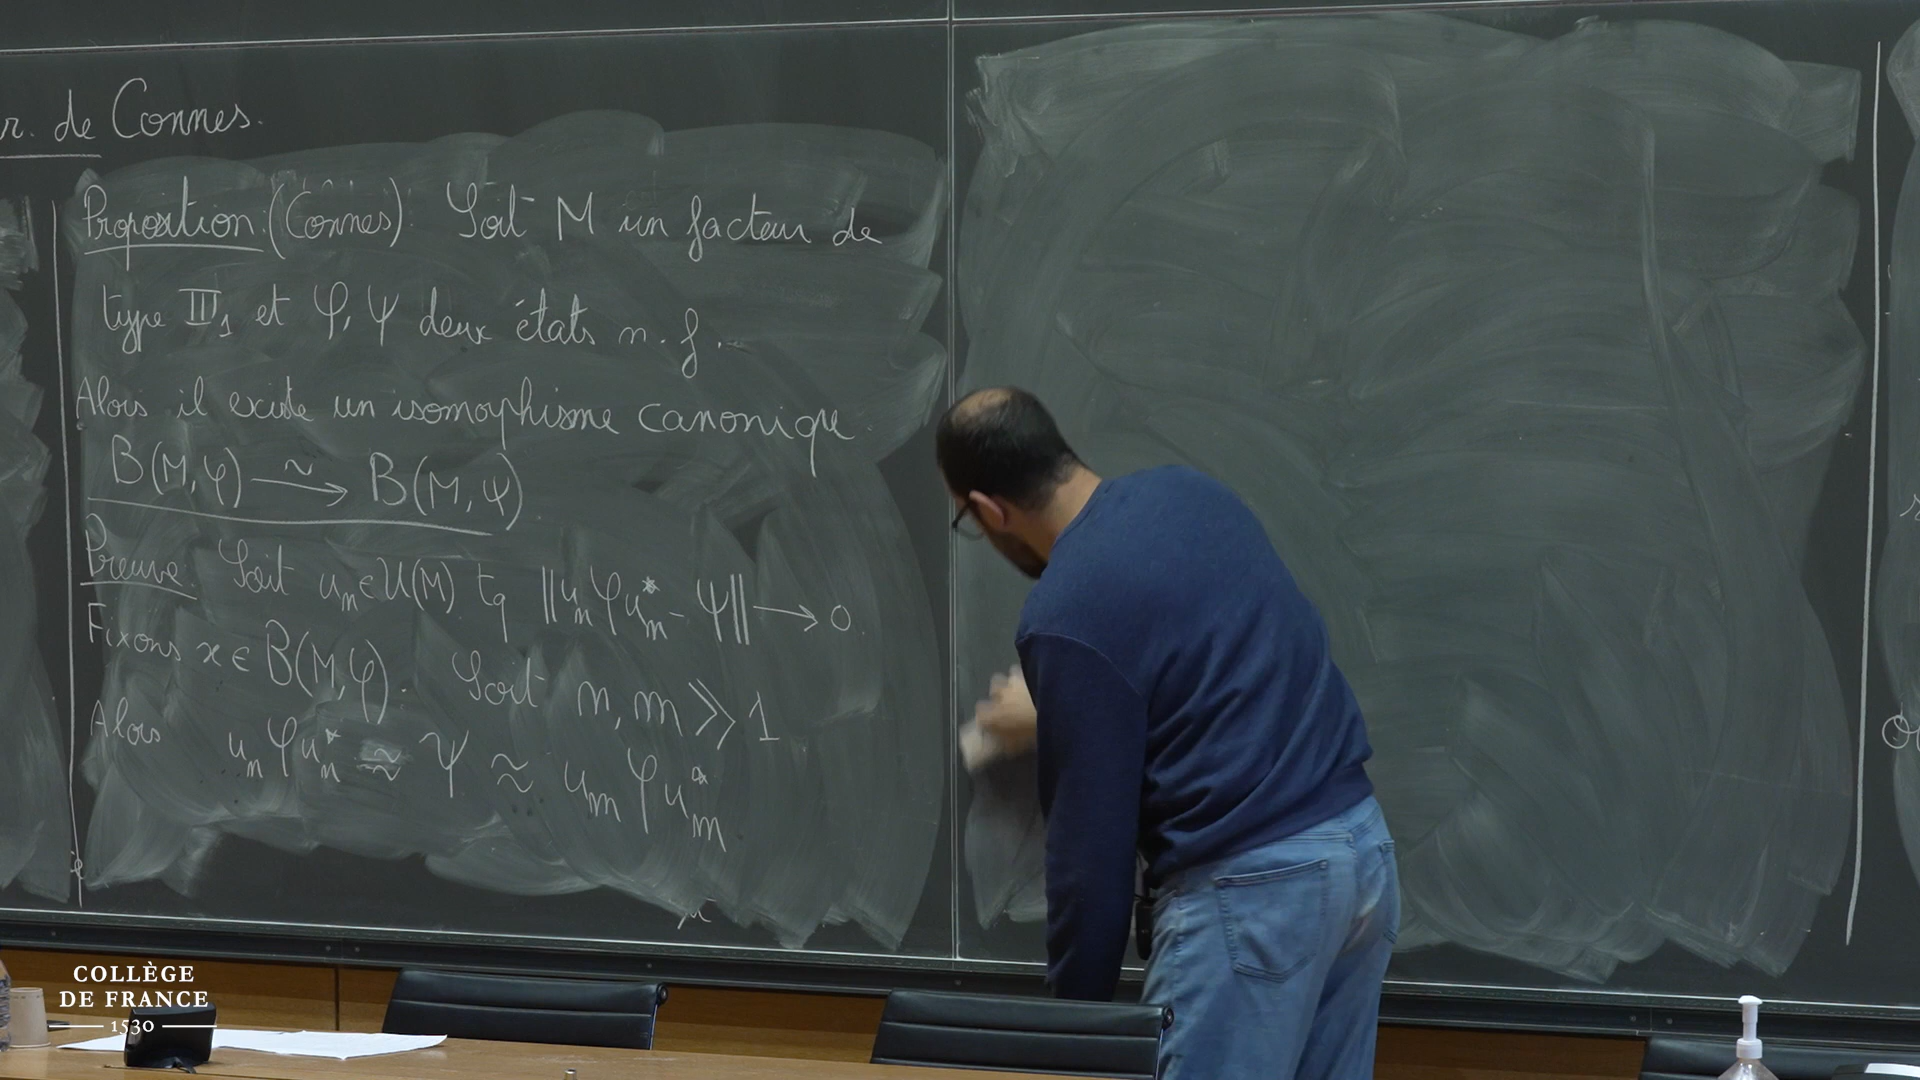 r. de Connes.
Proposition: (Connes). Soit M un facteur de
type III₁ et φ, ψ deux états n. f.
Alors il existe un isomorphisme canonique
B(M,φ) ⥲ B(M,ψ)
Preuve. Soit uₙ ∈ U(M) tq ‖uₙφuₙ* - ψ‖ → 0.
Fixons x ∈ B(M,φ). Soit n, m ≫ 1
Alors uₙφuₙ* ≈ ψ ≈ uₘφuₘ*
COLLÈGE
DE FRANCE
1530